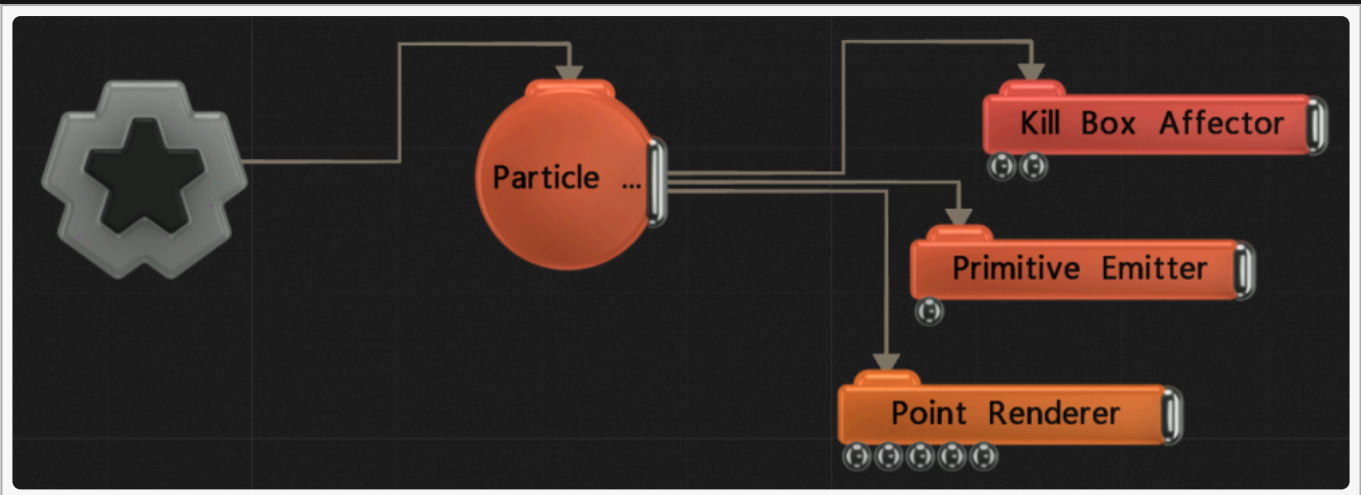 Particle ...
Kill Box Affector
Primitive Emitter
Point Renderer